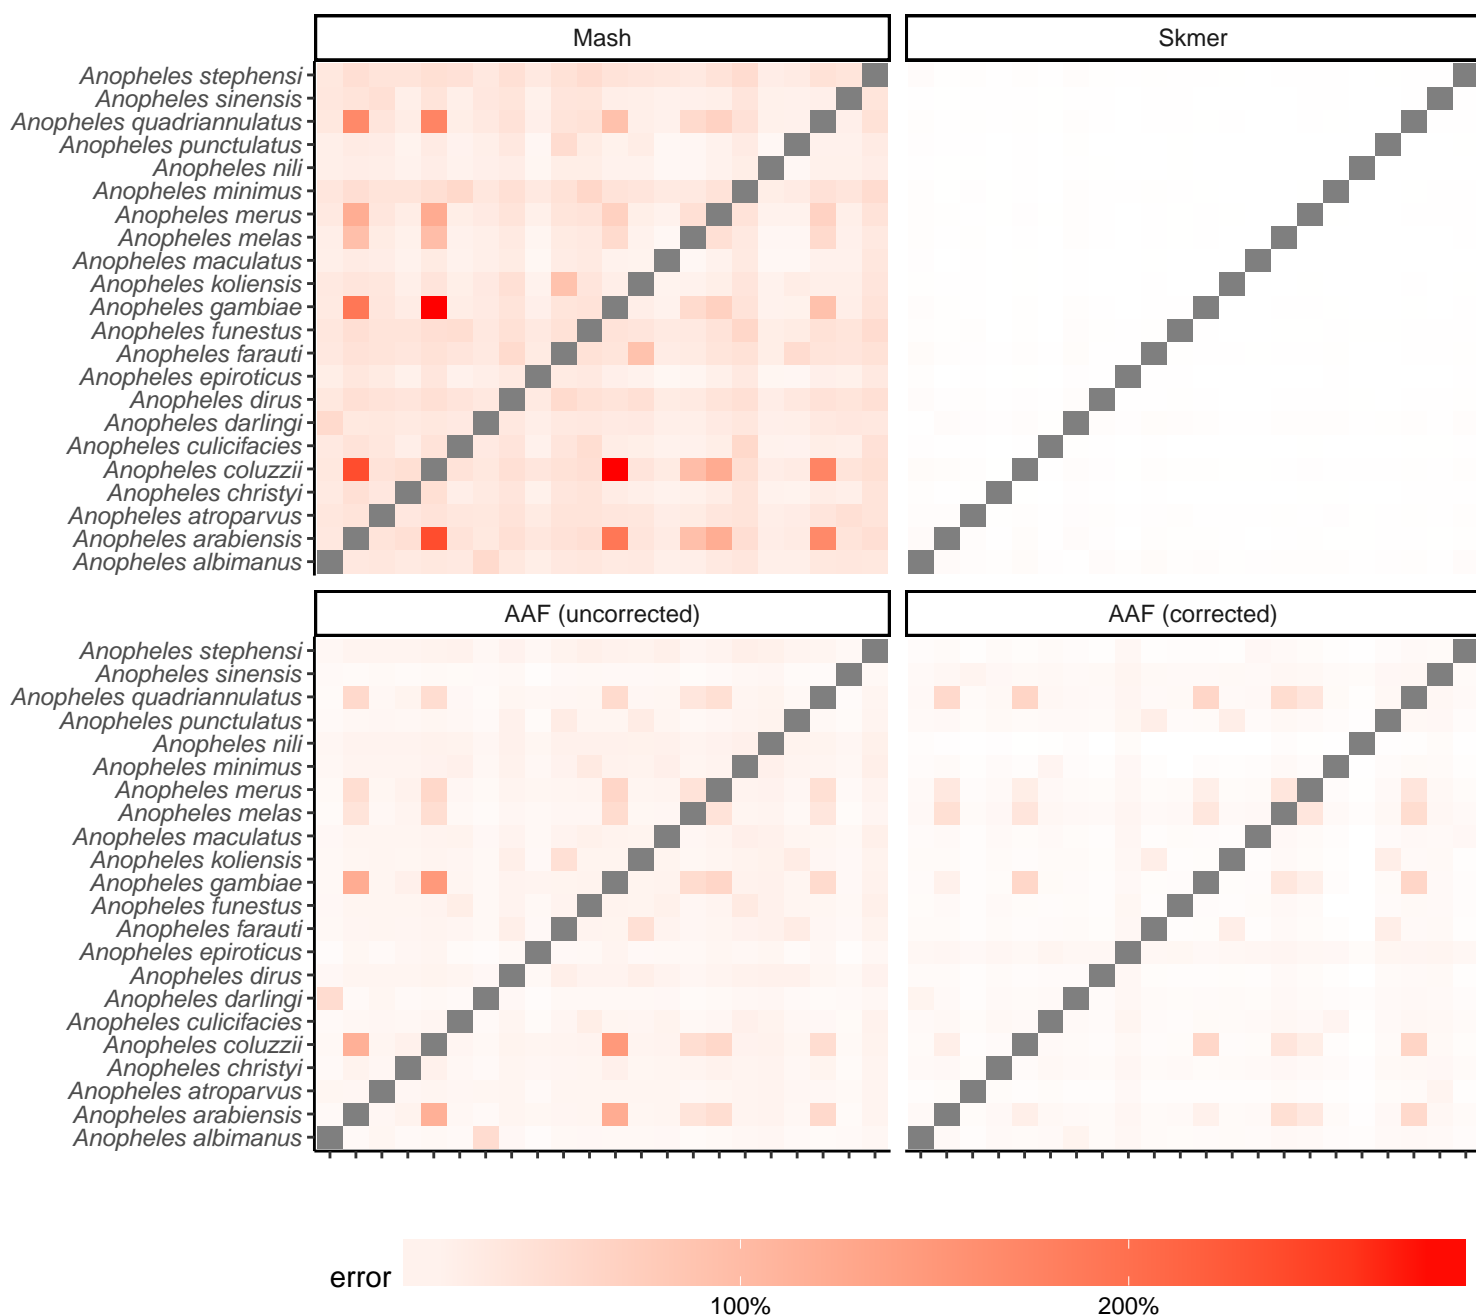 Mash
Skmer
Anopheles stephensi
Anopheles sinensis
Anopheles quadriannulatus
Anopheles punctulatus
Anopheles nili
Anopheles minimus
Anopheles merus
Anopheles melas
Anopheles maculatus
Anopheles koliensis
Anopheles gambiae
Anopheles funestus
Anopheles farauti
Anopheles epiroticus
Anopheles dirus
Anopheles darlingi
Anopheles culicifacies
Anopheles coluzzii
Anopheles christyi
Anopheles atroparvus
Anopheles arabiensis
Anopheles albimanus
AAF (uncorrected)
AAF (corrected)
Anopheles stephensi
Anopheles sinensis
Anopheles quadriannulatus
Anopheles punctulatus
Anopheles nili
Anopheles minimus
Anopheles merus
Anopheles melas
Anopheles maculatus
Anopheles koliensis
Anopheles gambiae
Anopheles funestus
Anopheles farauti
Anopheles epiroticus
Anopheles dirus
Anopheles darlingi
Anopheles culicifacies
Anopheles coluzzii
Anopheles christyi
Anopheles atroparvus
Anopheles arabiensis
Anopheles albimanus
error
100%
200%